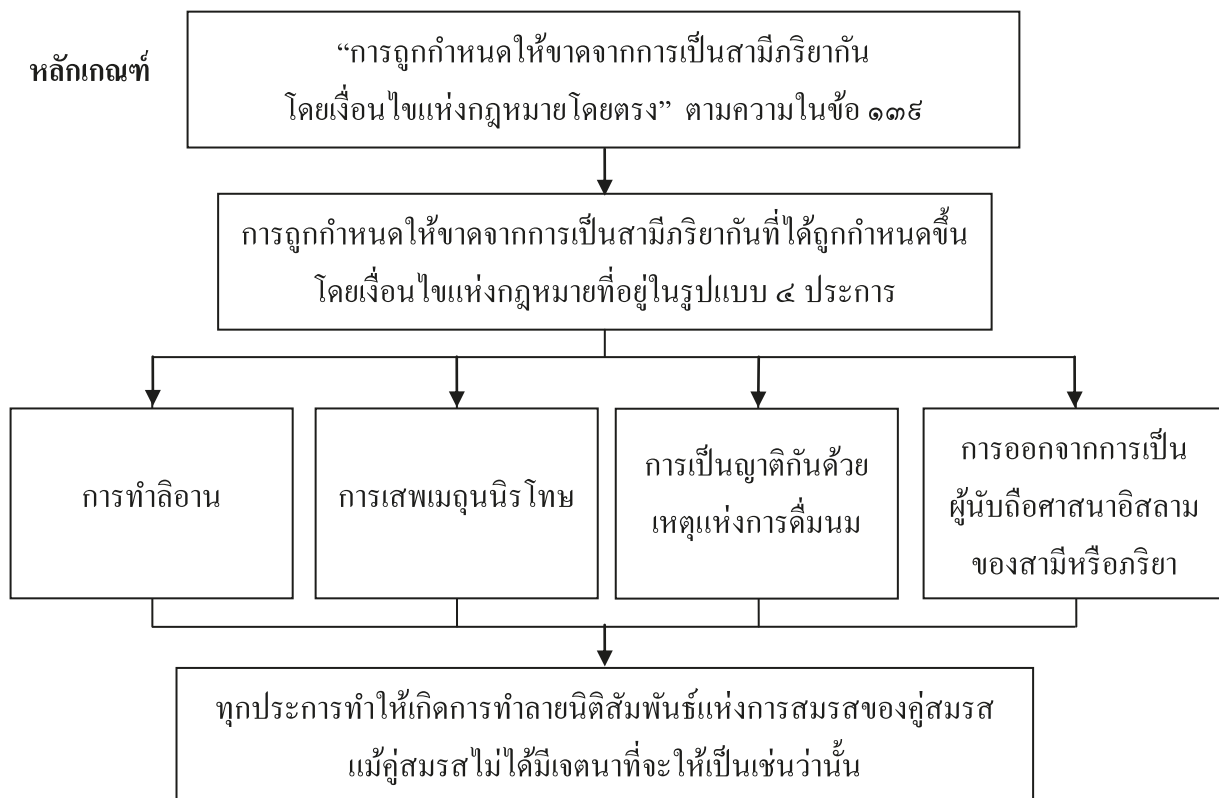 หลักเกณฑ์
“การถูกกำหนดให้ขาดจากการเป็นสามีภริยากัน
โดยเงื่อนไขแห่งกฎหมายโดยตรง” ตามความในข้อ ๑๓๙
การถูกกำหนดให้ขาดจากการเป็นสามีภริยากันที่ได้ถูกกำหนดขึ้น
โดยเงื่อนไขแห่งกฎหมายที่อยู่ในรูปแบบ ๔ ประการ
การทำลิอาน
การเสพเมถุนนิรโทษ
การเป็นญาติกันด้วย
เหตุแห่งการดื่มนม
การออกจากการเป็น
ผู้นับถือศาสนาอิสลาม
ของสามีหรือภริยา
ทุกประการทำให้เกิดการทำลายนิติสัมพันธ์แห่งการสมรสของคู่สมรส
แม้คู่สมรสไม่ได้มีเจตนาที่จะให้เป็นเช่นว่านั้น